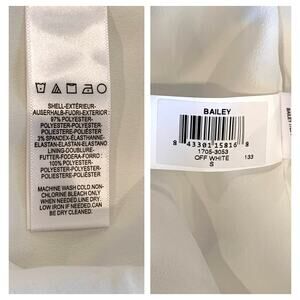 SHELL-EXTÉRIEUR-
AUßERHALB-FUORI-EXTERIOR:
97% POLYESTER-
POLYESTER-POLYESTER-
POLIESTERE-POLIÉSTER
3% SPANDEX-ÉLASTHANNE-
ELASTAN-ELASTAN-ELASTANO
LINING-DOUBLURE-
FUTTER-FODERA-FORRO:
100% POLYESTER-
POLYESTER-POLYESTER-
POLIESTERE-POLIÉSTER
MACHINE WASH COLD. NON-
CHLORINE BLEACH ONLY
WHEN NEEDED. LINE DRY.
LOW IRON IF NEEDED. CAN
BE DRY CLEANED.
BAILEY
8 43301 15816 8
1705-3053
OFF WHITE 133
S